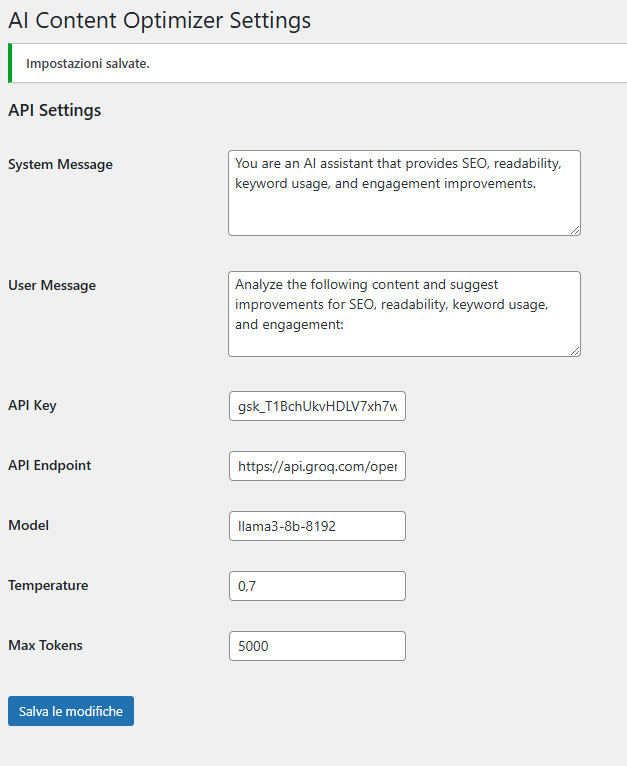 AI Content Optimizer Settings
Impostazioni salvate.
API Settings
System Message
You are an AI assistant that provides SEO, readability,
keyword usage, and engagement improvements.
User Message
Analyze the following content and suggest
improvements for SEO, readability, keyword usage,
and engagement:
API Key
gsk_T1BchUkvHDLV7xh7w
API Endpoint
https://api.groq.com/oper
Model
llama3-8b-8192
Temperature
0,7
Max Tokens
5000
Salva le modifiche